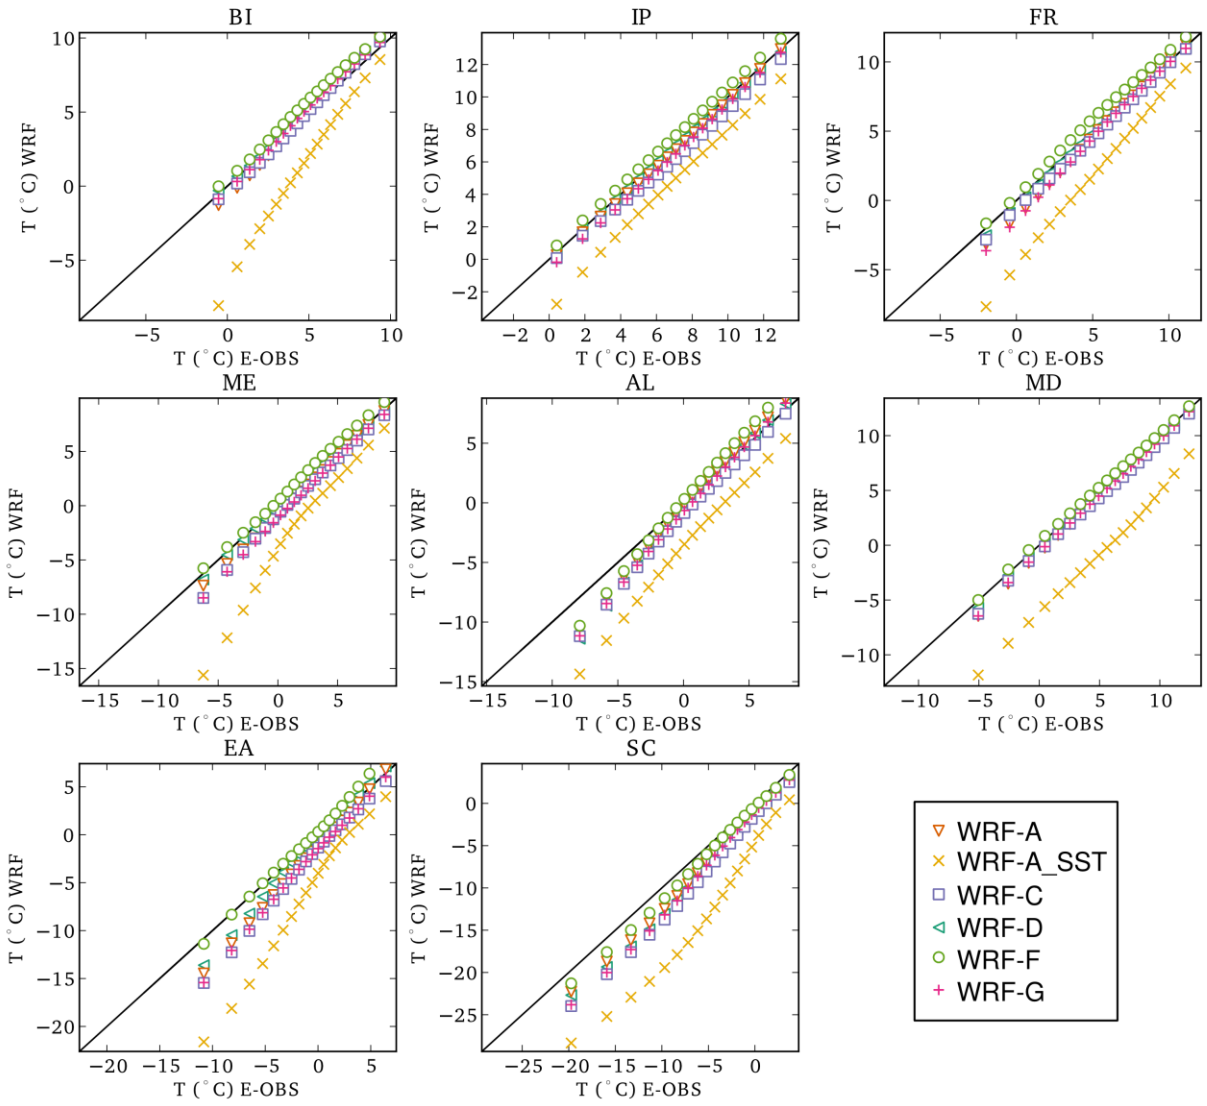 BI
IP
FR
10
5
0
−5
−5
0
5
10
T (°C) WRF
T (°C) E-OBS
12
10
8
6
4
2
0
−2
−2
0
2
4
6
8
10
12
T (°C) WRF
T (°C) E-OBS
10
5
0
−5
−5
0
5
10
T (°C) WRF
T (°C) E-OBS
ME
AL
MD
5
0
−5
−10
−15
−15
−10
−5
0
5
T (°C) WRF
T (°C) E-OBS
5
0
−5
−10
−15
−15
−10
−5
0
5
T (°C) WRF
T (°C) E-OBS
10
5
0
−5
−10
−10
−5
0
5
10
T (°C) WRF
T (°C) E-OBS
EA
SC
5
0
−5
−10
−15
−20
−20
−15
−10
−5
0
5
T (°C) WRF
T (°C) E-OBS
0
−5
−10
−15
−20
−25
−25
−20
−15
−10
−5
0
T (°C) WRF
T (°C) E-OBS
WRF-A
WRF-A_SST
WRF-C
WRF-D
WRF-F
WRF-G